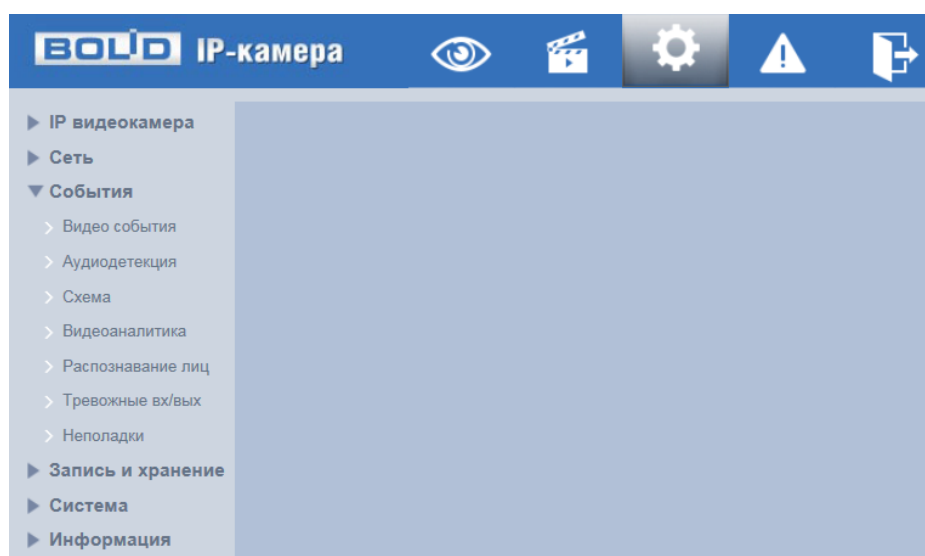 BOLID IP-камера
IP видеокамера
Сеть
События
Видео события
Аудиодетекция
Схема
Видеоаналитика
Распознавание лиц
Тревожные вх/вых
Неполадки
Запись и хранение
Система
Информация